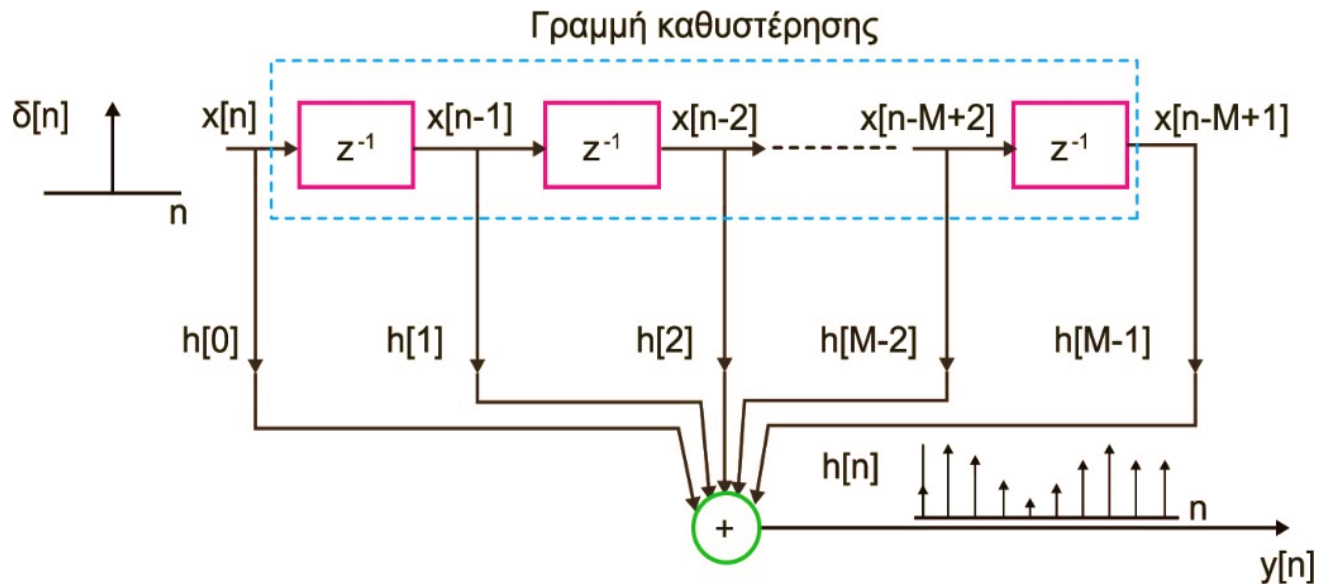 Γραμμή καθυστέρησης
δ[n]
n
x[n]
z⁻¹
x[n-1]
z⁻¹
x[n-2]
x[n-M+2]
z⁻¹
x[n-M+1]
h[0]
h[1]
h[2]
h[M-2]
h[M-1]
h[n]
n
+
y[n]